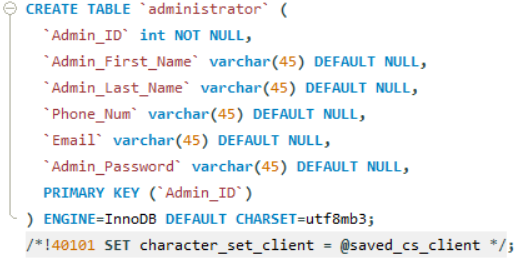 CREATE TABLE `administrator` (
`Admin_ID` int NOT NULL,
`Admin_First_Name` varchar(45) DEFAULT NULL,
`Admin_Last_Name` varchar(45) DEFAULT NULL,
`Phone_Num` varchar(45) DEFAULT NULL,
`Email` varchar(45) DEFAULT NULL,
`Admin_Password` varchar(45) DEFAULT NULL,
PRIMARY KEY (`Admin_ID`)
) ENGINE=InnoDB DEFAULT CHARSET=utf8mb3;
/*!40101 SET character_set_client = @saved_cs_client */;